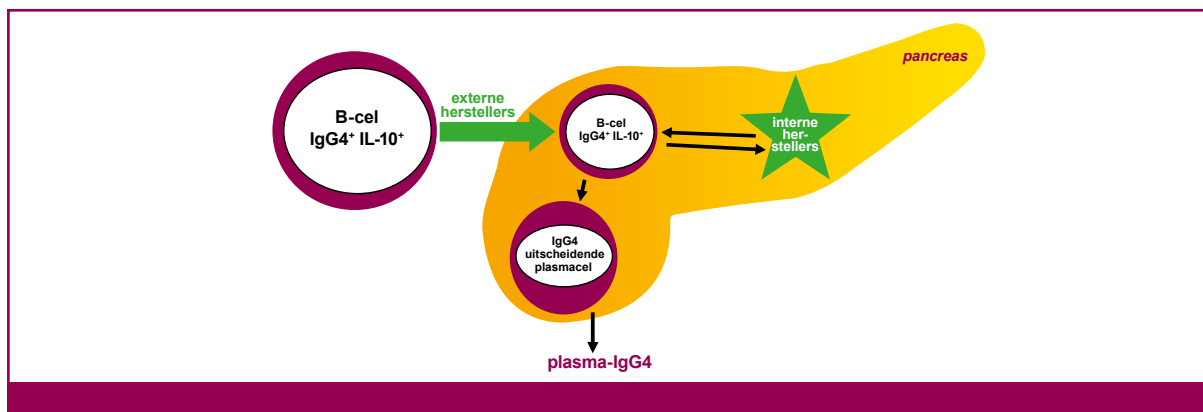 pancreas
externe
herstellers
B-cel
IgG4⁺ IL-10⁺
B-cel
IgG4⁺ IL-10⁺
interne
her-
stellers
IgG4
uitscheidende
plasmacel
plasma-IgG4